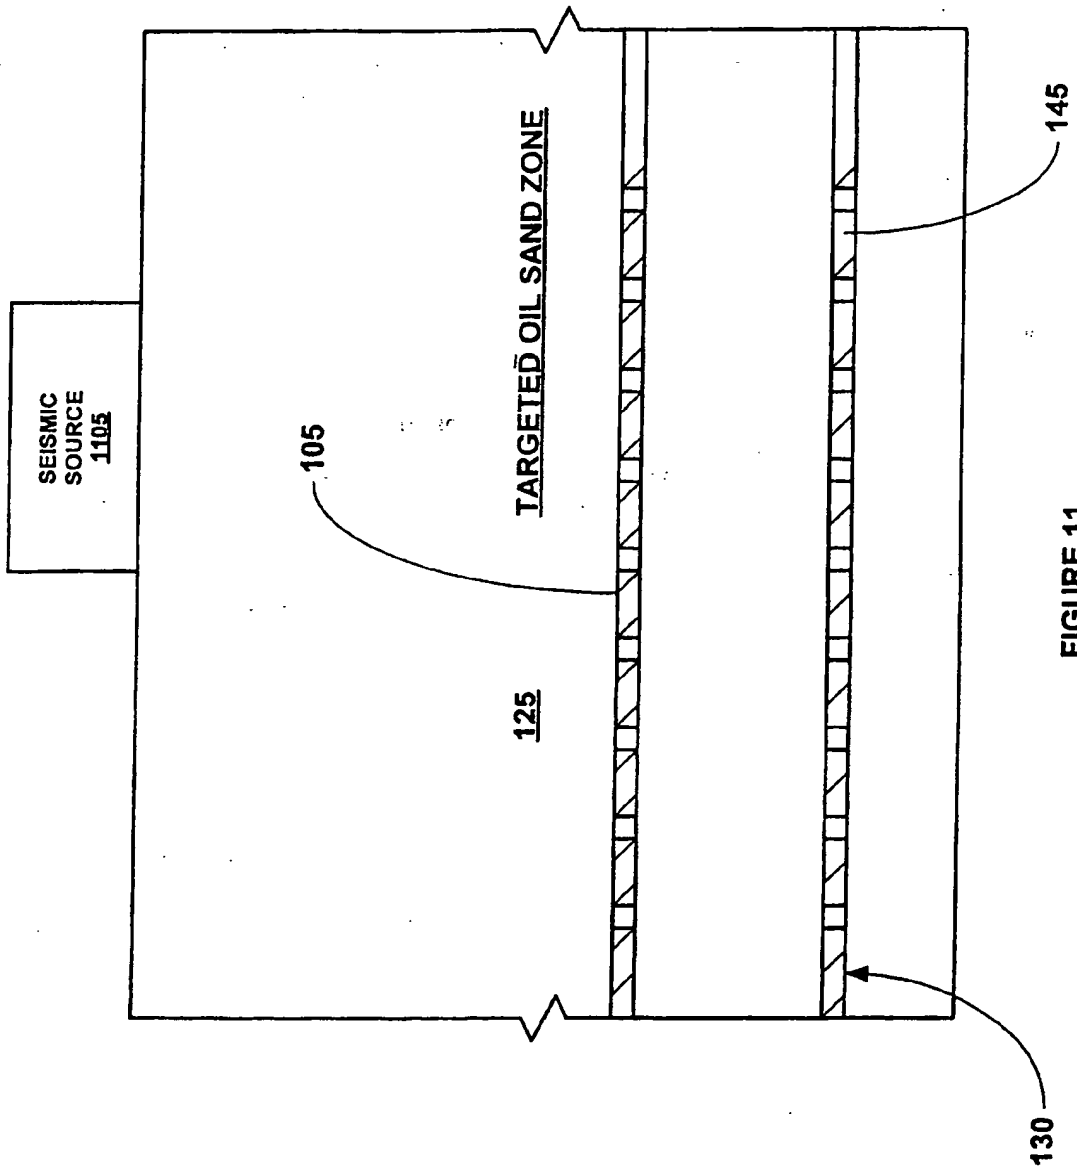 SEISMIC
SOURCE
1105
105
TARGETED OIL SAND ZONE
125
145
130
FIGURE 11